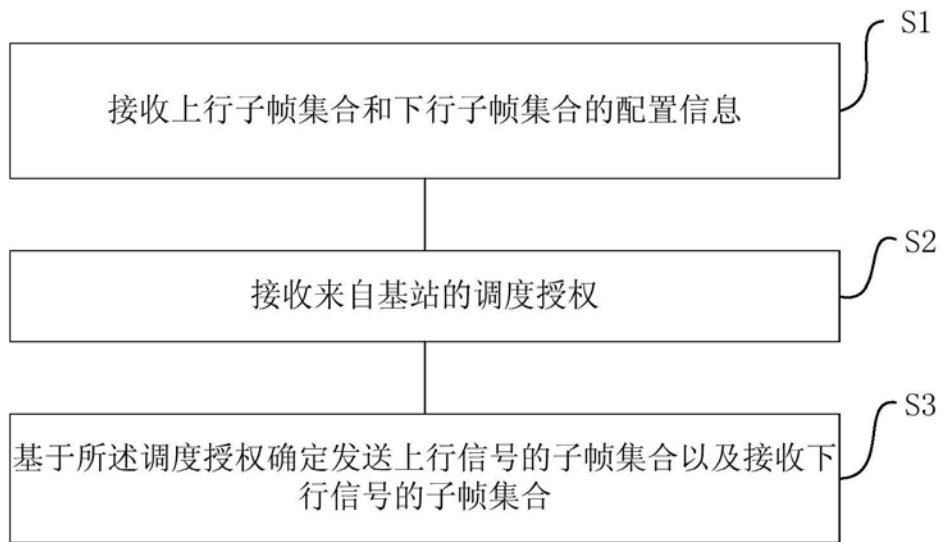 S1
接收上行子帧集合和下行子帧集合的配置信息
S2
接收来自基站的调度授权
S3
基于所述调度授权确定发送上行信号的子帧集合以及接收下
行信号的子帧集合